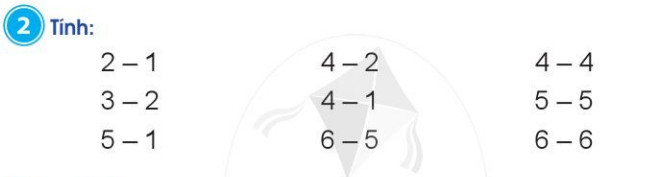 2 Tính:
2 – 1 4 – 2 4 – 4
3 – 2 4 – 1 5 – 5
5 – 1 6 – 5 6 – 6